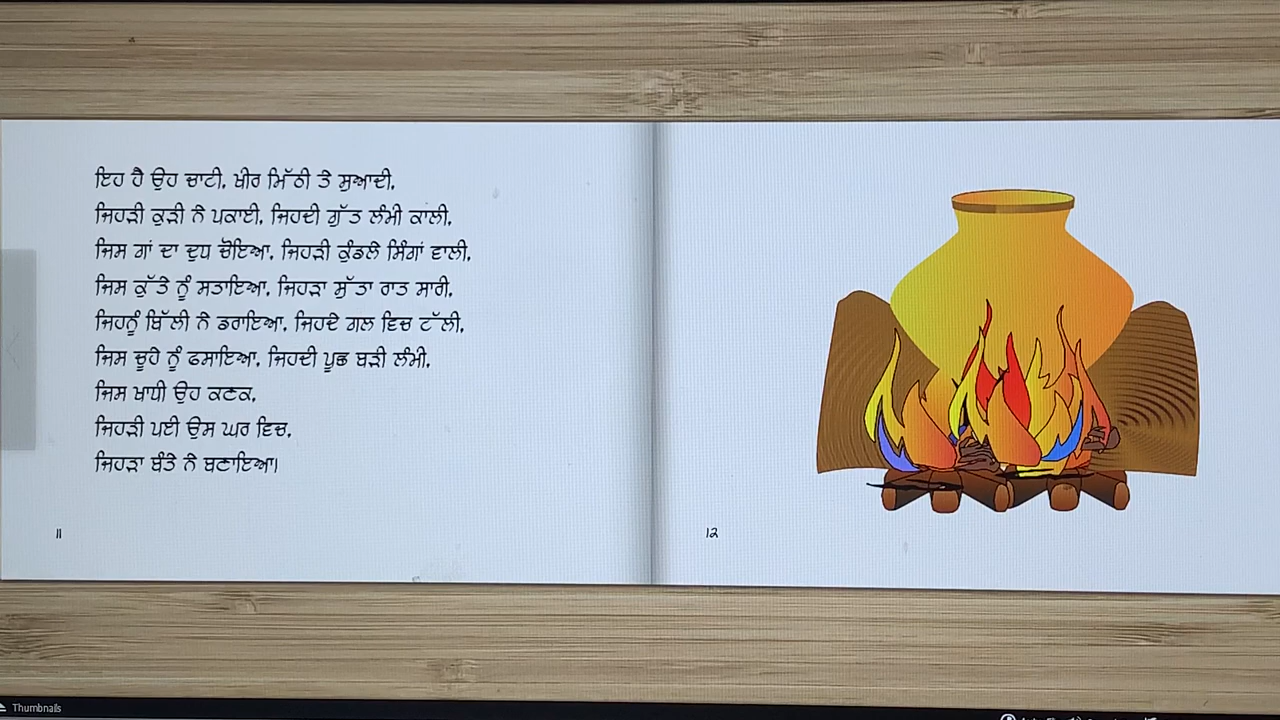 ਇਹ ਹੈ ਉਹ ਚਾਟੀ, ਖੀਰ ਮਿੱਠੀ ਤੇ ਸੁਆਦੀ,
ਜਿਹੜੀ ਕੁੜੀ ਨੇ ਪਕਾਈ, ਜਿਹਦੀ ਗੁੱਤ ਲੰਮੀ ਕਾਲੀ,
ਜਿਸ ਗਾਂ ਦਾ ਦੁਧ ਚੋਇਆ, ਜਿਹੜੀ ਕੁੰਡਲੇ ਸਿੰਗਾਂ ਵਾਲੀ,
ਜਿਸ ਕੁੱਤੇ ਨੂੰ ਸਤਾਇਆ, ਜਿਹੜਾ ਸੁੱਤਾ ਰਾਤ ਸਾਰੀ,
ਜਿਹਨੂੰ ਬਿੱਲੀ ਨੇ ਡਰਾਇਆ, ਜਿਹਦੇ ਗਲ ਵਿਚ ਟੱਲੀ,
ਜਿਸ ਚੂਹੇ ਨੂੰ ਫਸਾਇਆ, ਜਿਹਦੀ ਪੂਛ ਬੜੀ ਲੰਮੀ,
ਜਿਸ ਖਾਧੀ ਉਹ ਕਣਕ,
ਜਿਹੜੀ ਪਈ ਉਸ ਘਰ ਵਿਚ,
ਜਿਹੜਾ ਬੰਤੇ ਨੇ ਬਣਾਇਆ।
11
12
Thumbnails